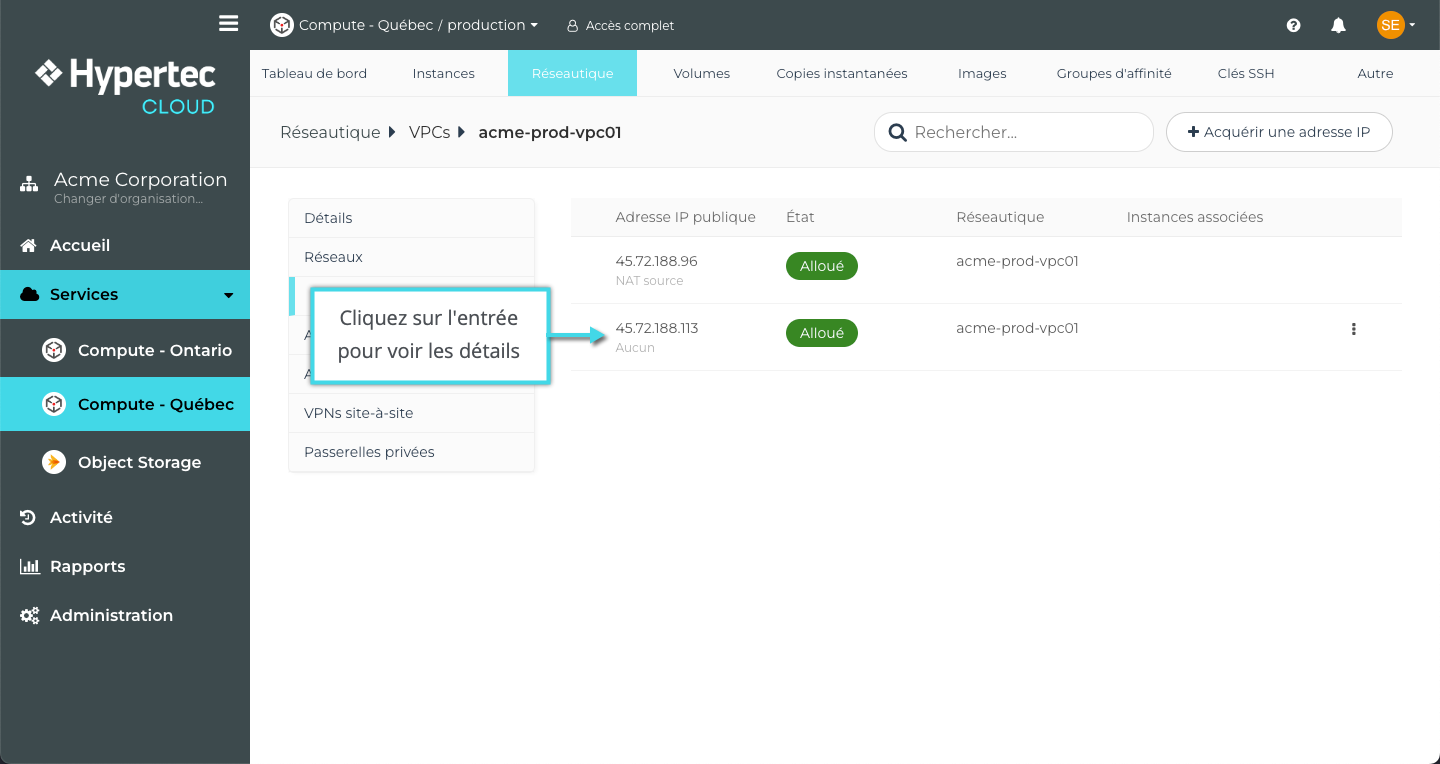 Compute - Québec / production
Accès complet
SE
Hypertec
CLOUD
Tableau de bord
Instances
Réseautique
Volumes
Copies instantanées
Images
Groupes d'affinité
Clés SSH
Autre
Réseautique
VPCs
acme-prod-vpc01
Rechercher...
Acquérir une adresse IP
Acme Corporation
Changer d'organisation...
Accueil
Services
Compute - Ontario
Compute - Québec
Object Storage
Activité
Rapports
Administration
Détails
Réseaux
A
A
VPNs site-à-site
Passerelles privées
Cliquez sur l'entrée
pour voir les détails
Adresse IP publique
État
Réseautique
Instances associées
45.72.188.96
NAT source
Alloué
acme-prod-vpc01
45.72.188.113
Aucun
Alloué
acme-prod-vpc01